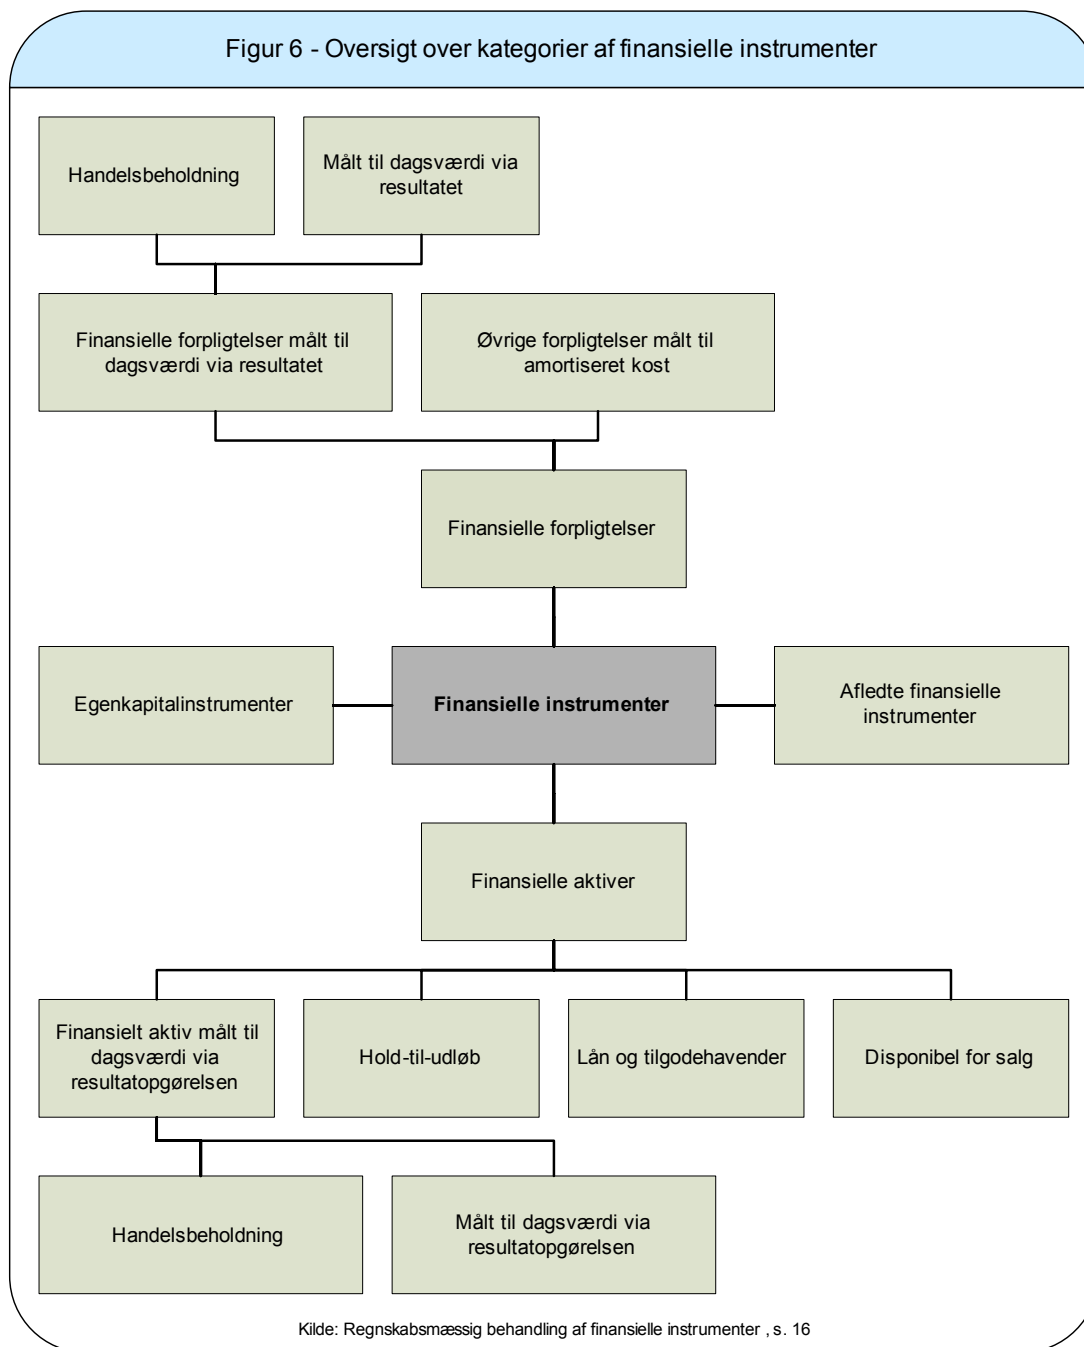 Figur 6 - Oversigt over kategorier af finansielle instrumenter
Handelsbeholdning
Målt til dagsværdi via
resultatet
Finansielle forpligtelser målt til
dagsværdi via resultatet
Øvrige forpligtelser målt til
amortiseret kost
Finansielle forpligtelser
Egenkapitalinstrumenter
Finansielle instrumenter
Afledte finansielle
instrumenter
Finansielle aktiver
Finansielt aktiv målt til
dagsværdi via
resultatopgørelsen
Hold-til-udløb
Lån og tilgodehavender
Disponibel for salg
Handelsbeholdning
Målt til dagsværdi via
resultatopgørelsen
Kilde: Regnskabsmæssig behandling af finansielle instrumenter , s. 16